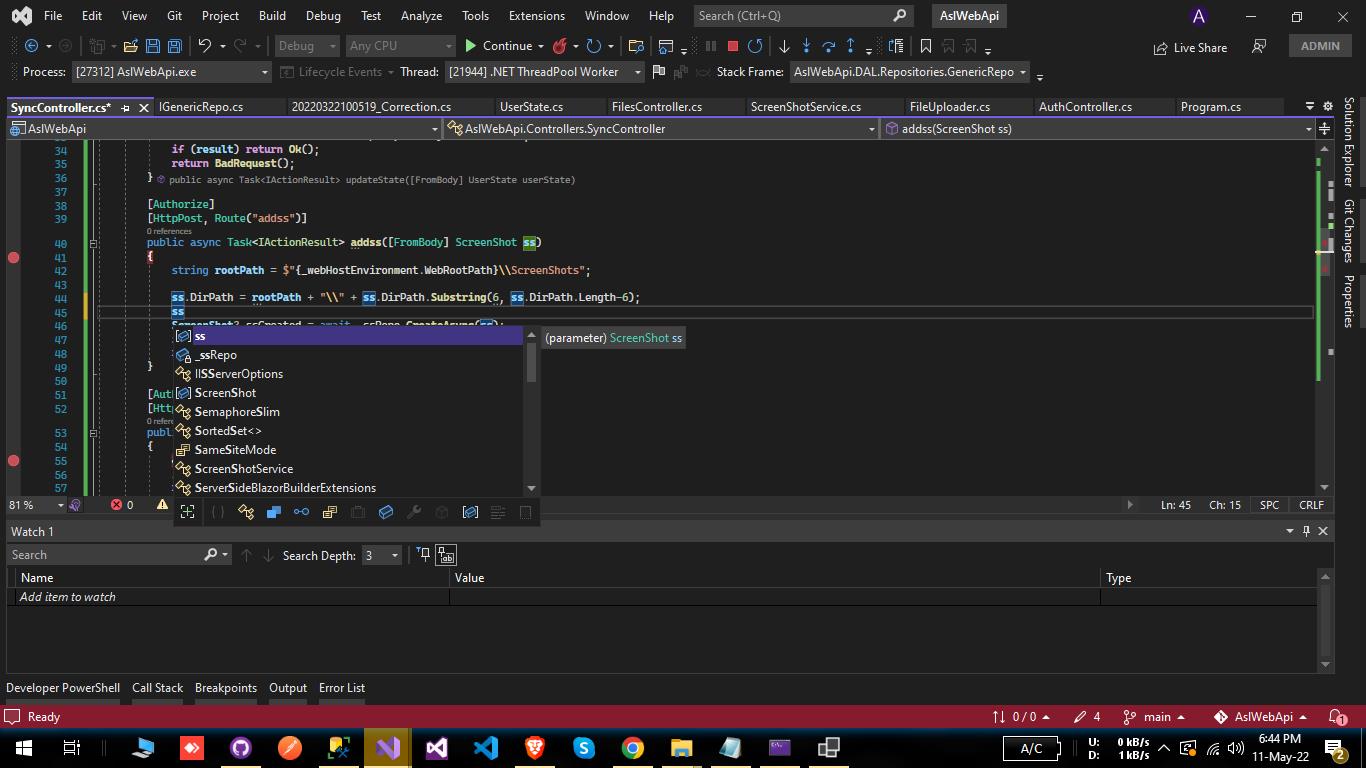 File Edit View Git Project Build Debug Test Analyze Tools Extensions Window Help Search (Ctrl+Q) AslWebApi A
Debug Any CPU Continue Live Share ADMIN
Process: [27312] AslWebApi.exe Lifecycle Events Thread: [21944] .NET ThreadPool Worker Stack Frame: AslWebApi.DAL.Repositories.GenericRepo
SyncController.cs* IGenericRepo.cs 20220322100519_Correction.cs UserState.cs FilesController.cs ScreenShotService.cs FileUploader.cs AuthController.cs Program.cs
AslWebApi AslWebApi.Controllers.SyncController addss(ScreenShot ss)
34 if (result) return Ok();
35 return BadRequest();
36 } public async Task<IActionResult> updateState([FromBody] UserState userState)
37
38 [Authorize]
39 [HttpPost, Route("addss")]
0 references
40 public async Task<IActionResult> addss([FromBody] ScreenShot ss)
41 {
42 string rootPath = $"{_webHostEnvironment.WebRootPath}\\ScreenShots";
43
44 ss.DirPath = rootPath + "\\" + ss.DirPath.Substring(6, ss.DirPath.Length-6);
45 ss
46 ScreenShot? ssCreated = await _ssRepo.CreateAsync(ss);
47
48
49 }
50
51 [Aut
52 [Htt
0 refere
53 publ
54 {
55
56
57
ss
_ssRepo
IISServerOptions
ScreenShot
SemaphoreSlim
SortedSet<>
SameSiteMode
ScreenShotService
ServerSideBlazorBuilderExtensions
(parameter) ScreenShot ss
81 % 0 Ln: 45 Ch: 15 SPC CRLF
Solution Explorer
Git Changes
Properties
Watch 1
Search Search Depth: 3
Name Value Type
Add item to watch
Developer PowerShell Call Stack Breakpoints Output Error List
Ready 0 / 0 4 main AslWebApi 1
A/C U: 0 kB/s D: 1 kB/s 6:44 PM 11-May-22 2